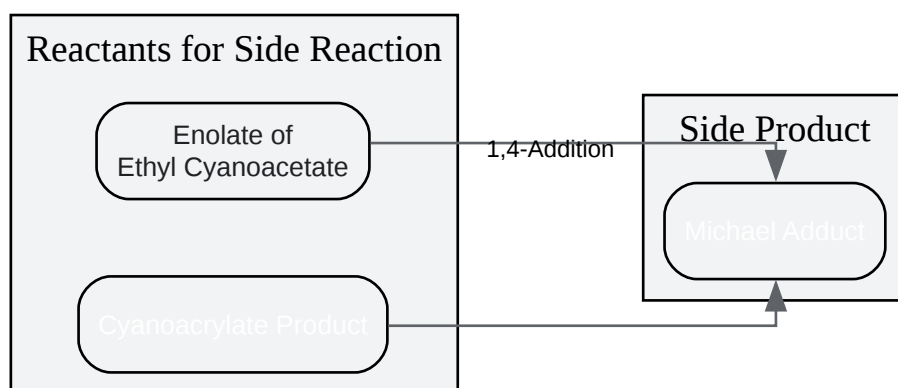 Reactants for Side Reaction
Enolate of
Ethyl Cyanoacetate
1,4-Addition
Side Product
Michael Adduct
Cyanoacrylate Product